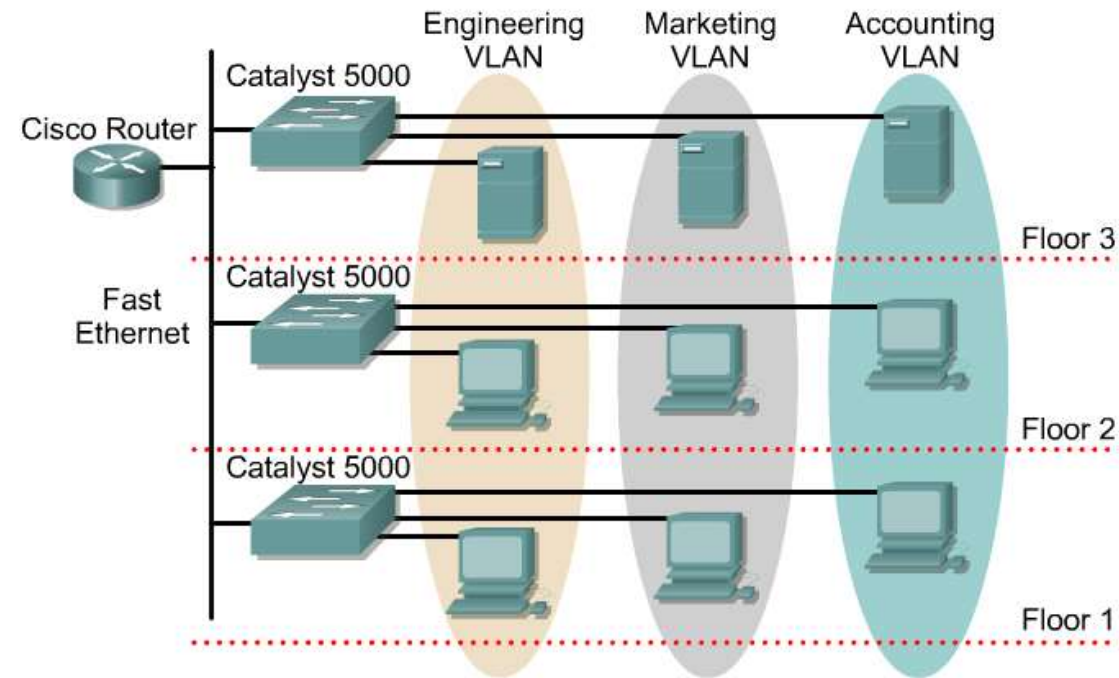 Engineering
VLAN
Marketing
VLAN
Accounting
VLAN
Catalyst 5000
Cisco Router
Floor 3
Catalyst 5000
Fast
Ethernet
Floor 2
Catalyst 5000
Floor 1